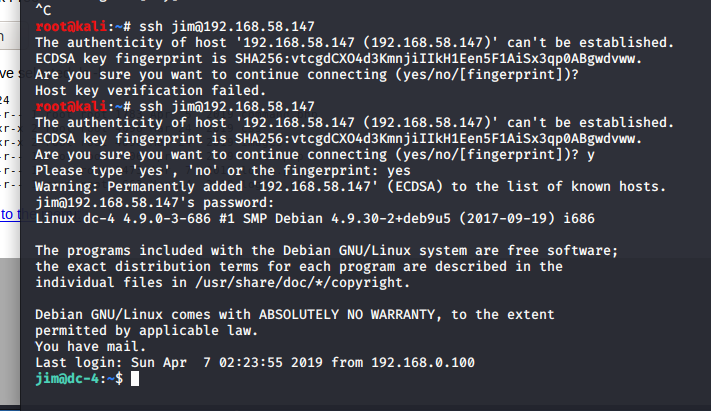 ^C
root@kali:~# ssh jim@192.168.58.147
The authenticity of host '192.168.58.147 (192.168.58.147)' can't be established.
ECDSA key fingerprint is SHA256:vtcgdCXO4d3KmnjiIIkH1Een5F1AiSx3qp0ABgwdvww.
Are you sure you want to continue connecting (yes/no/[fingerprint])?
Host key verification failed.
root@kali:~# ssh jim@192.168.58.147
The authenticity of host '192.168.58.147 (192.168.58.147)' can't be established.
ECDSA key fingerprint is SHA256:vtcgdCXO4d3KmnjiIIkH1Een5F1AiSx3qp0ABgwdvww.
Are you sure you want to continue connecting (yes/no/[fingerprint])? y
Please type 'yes', 'no' or the fingerprint: yes
Warning: Permanently added '192.168.58.147' (ECDSA) to the list of known hosts.
jim@192.168.58.147's password:
Linux dc-4 4.9.0-3-686 #1 SMP Debian 4.9.30-2+deb9u5 (2017-09-19) i686
The programs included with the Debian GNU/Linux system are free software;
the exact distribution terms for each program are described in the
individual files in /usr/share/doc/*/copyright.
Debian GNU/Linux comes with ABSOLUTELY NO WARRANTY, to the extent
permitted by applicable law.
You have mail.
Last login: Sun Apr  7 02:23:55 2019 from 192.168.0.100
jim@dc-4:~$